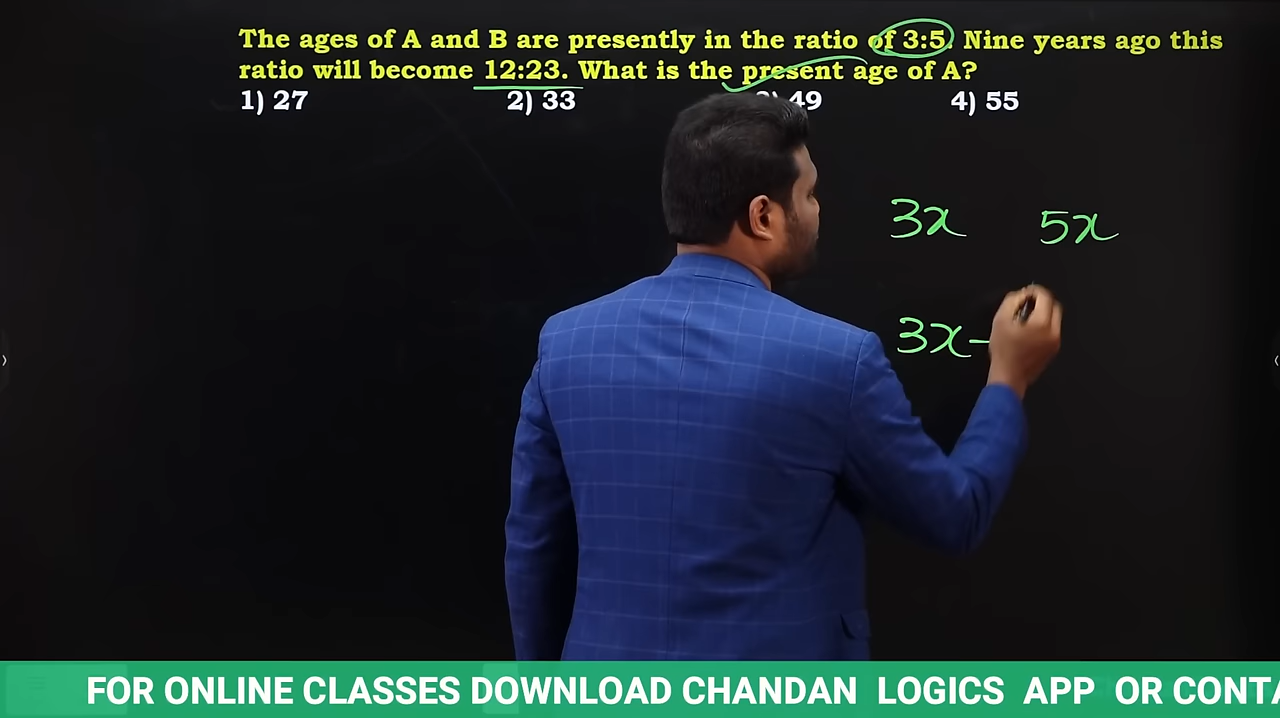 The ages of A and B are presently in the ratio of 3:5. Nine years ago this
ratio will become 12:23. What is the present age of A?
1) 27 2) 33 3) 49 4) 55
3x 5x
3x-
FOR ONLINE CLASSES DOWNLOAD CHANDAN LOGICS APP OR